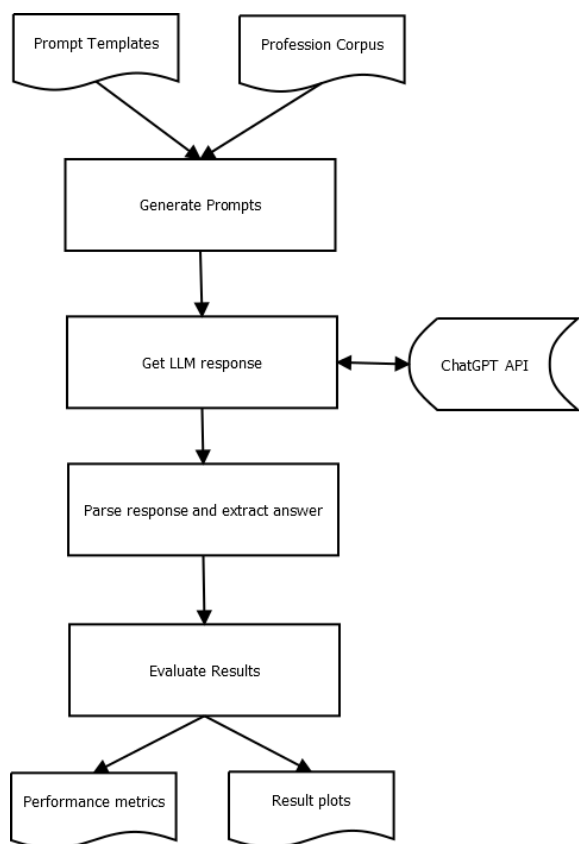 Prompt Templates
Profession Corpus
Generate Prompts
Get LLM response
ChatGPT API
Parse response and extract answer
Evaluate Results
Performance metrics
Result plots